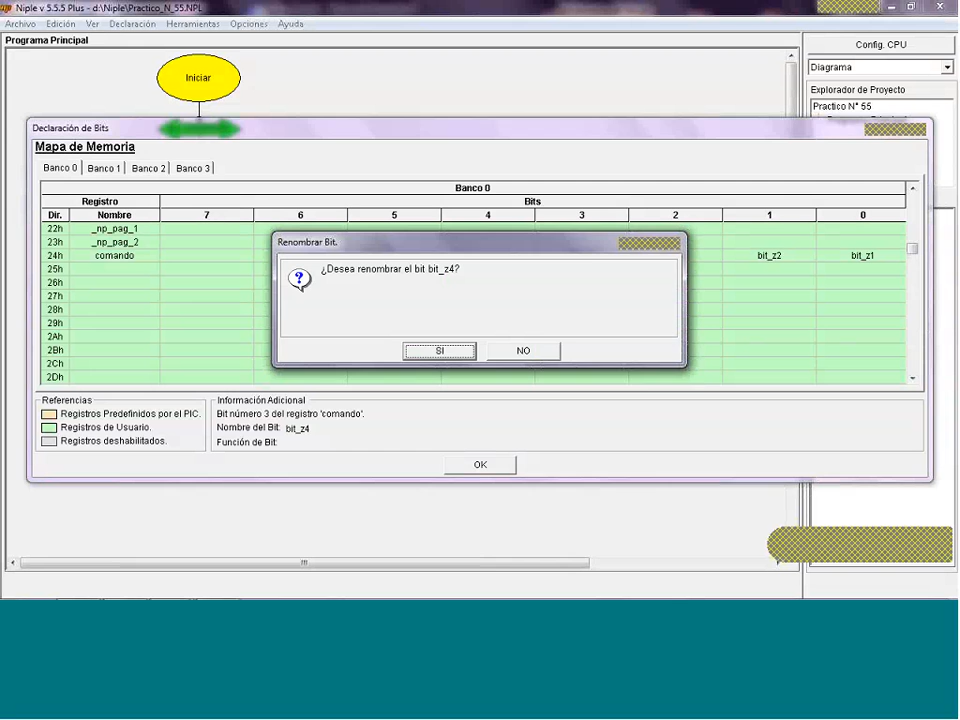 Niple v 5.5.5 Plus - d:\Niple\Practico_N_55.NPL
Archivo Edición Ver Declaración Herramientas Opciones Ayuda
Programa Principal
Config. CPU
Iniciar
Diagrama
Explorador de Proyecto
Practico N° 55
Declaración de Bits
Mapa de Memoria
Banco 0 Banco 1 Banco 2 Banco 3
Banco 0
Registro Bits
Dir. Nombre 7 6 5 4 3 2 1 0
22h _np_pag_1
23h _np_pag_2
24h comando bit_z2 bit_z1
25h
26h
27h
28h
29h
2Ah
2Bh
2Ch
2Dh
Renombrar Bit.
¿Desea renombrar el bit bit_z4?
SI NO
Referencias
Registros Predefinidos por el PIC.
Registros de Usuario.
Registros deshabilitados.
Información Adicional
Bit número 3 del registro 'comando'.
Nombre del Bit: bit_z4
Función de Bit:
OK